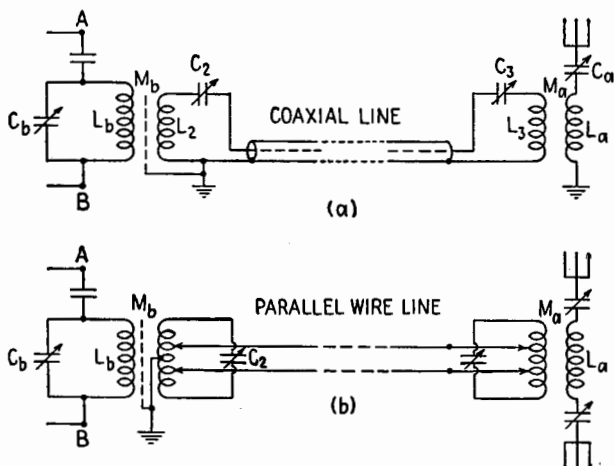 A
C_b
L_b
M_b
L_2
C_2
COAXIAL LINE
C_3
L_3
M_a
C_a
L_a
B
(a)
A
C_b
L_b
M_b
C_2
PARALLEL WIRE LINE
M_a
L_a
B
(b)